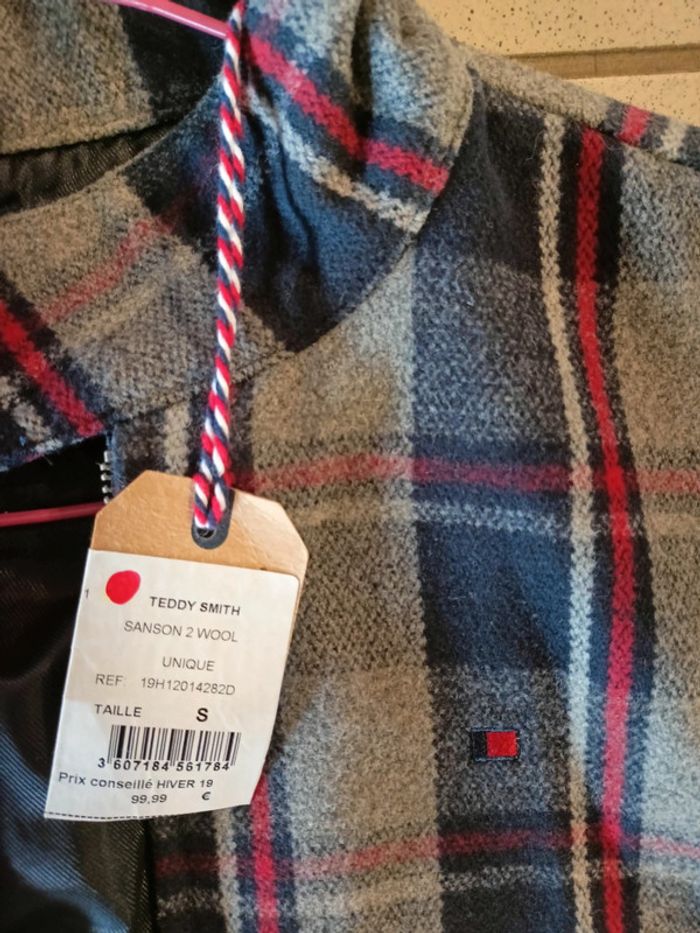 1
TEDDY SMITH
SANSON 2 WOOL
UNIQUE
REF: 19H12014282D
TAILLE S
3 607184 561784
Prix conseillé HIVER 19
99,99 €